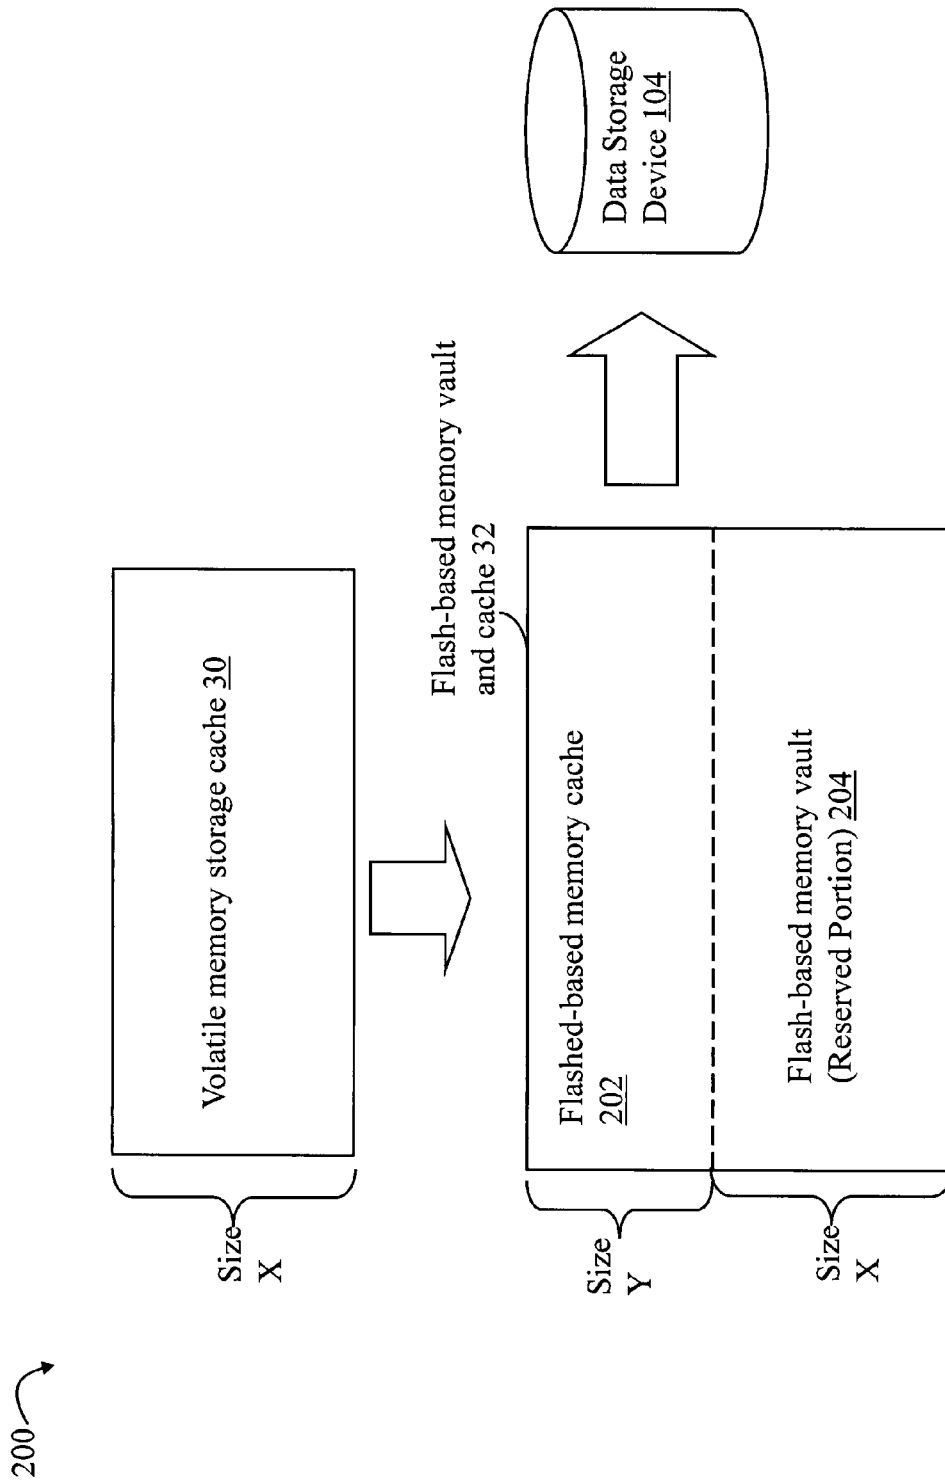 200
Volatile memory storage cache 30
Size
X
Flash-based memory vault
and cache 32
Flashed-based memory cache
202
Size
Y
Flash-based memory vault
(Reserved Portion) 204
Size
X
Data Storage
Device 104